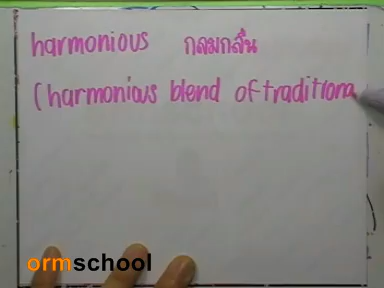 harmonious กลมกลืน
(harmonious blend of traditiona
ormschool